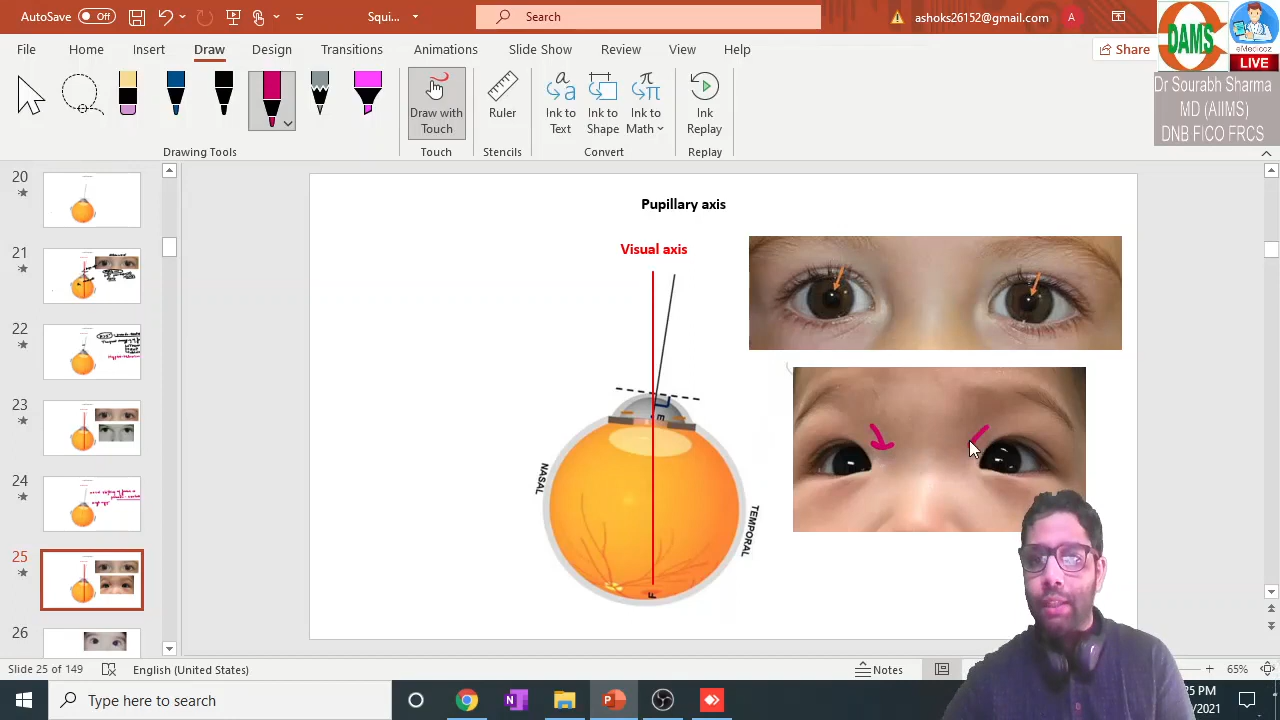 AutoSave Off Squi... Search ashoks26152@gmail.com A
File Home Insert Draw Design Transitions Animations Slide Show Review View Help Share
DAMS eMedicoz
LIVE
Dr Sourabh Sharma
MD (AIIMS)
DNB FICO FRCS
Draw with Touch
Ruler
Ink to Text
Ink to Shape
Ink to Math
Ink Replay
Drawing Tools Touch Stencils Convert Replay
20
21
22
23
24
25
26
Pupillary axis
Visual axis
E
NASAL
TEMPORAL
F
Slide 25 of 149 English (United States) Notes 65%
Type here to search
25 PM
/2021